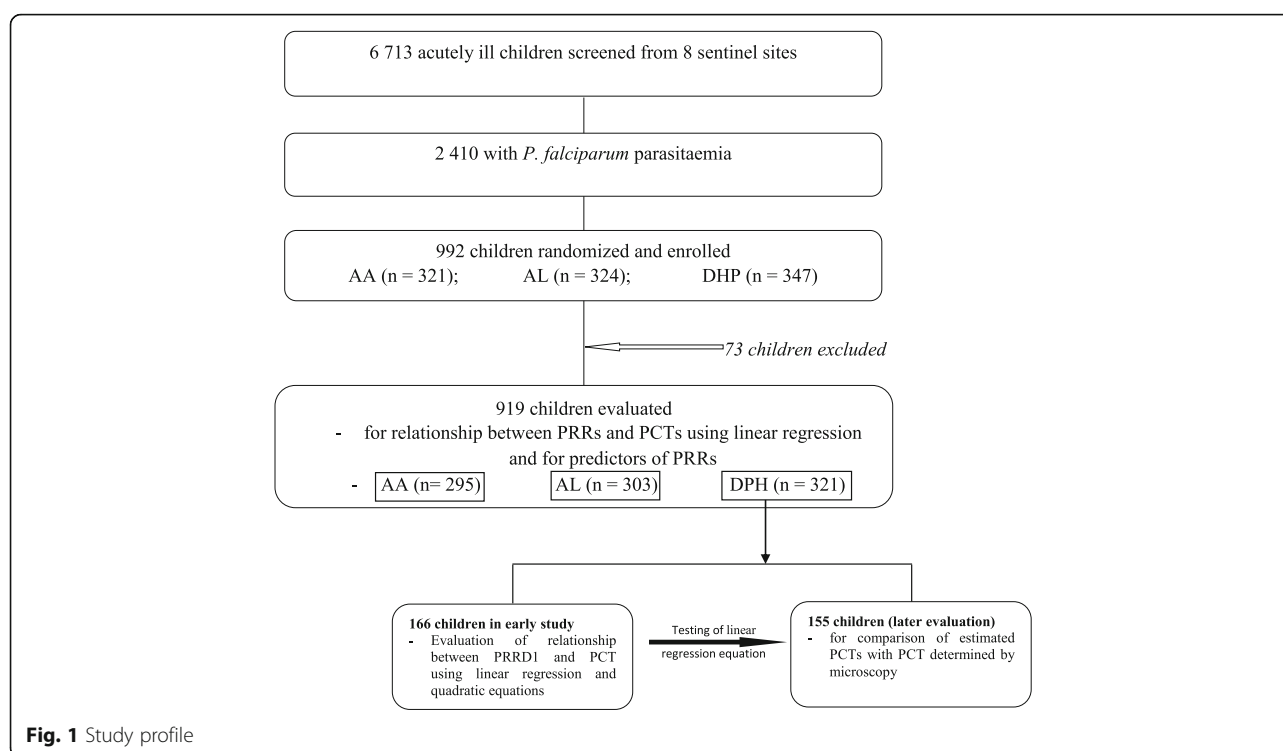 6 713 acutely ill children screened from 8 sentinel sites
2 410 with P. falciparum parasitaemia
992 children randomized and enrolled
AA (n = 321); AL (n = 324); DHP (n = 347)
73 children excluded
919 children evaluated
- for relationship between PRRs and PCTs using linear regression
and for predictors of PRRs
- AA (n= 295) AL (n = 303) DPH (n = 321)
166 children in early study
- Evaluation of relationship
between PRRD1 and PCT
using linear regression and
quadratic equations
Testing of linear
regression equation
155 children (later evaluation)
- for comparison of estimated
PCTs with PCT determined by
microscopy
Fig. 1 Study profile